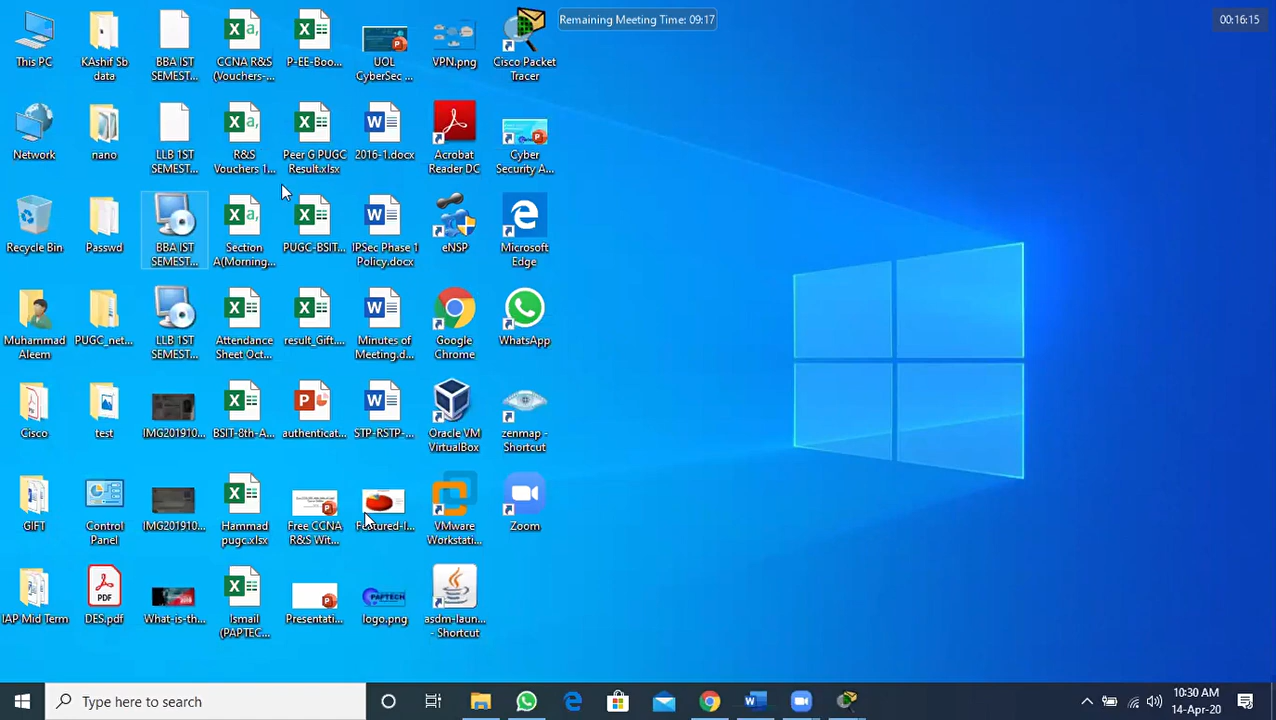 Remaining Meeting Time: 09:17
:16:15
This PC
KAshif Sb
data
BBA IST
SEMEST...
CCNA R&S
(Vouchers-...
P-EE-Boo...
UOL
CyberSec ...
VPN.png
Cisco Packet
Tracer
Network
nano
LLB 1ST
SEMEST...
R&S
Vouchers 1...
Peer G PUGC
Result.xlsx
2016-1.docx
Acrobat
Reader DC
Cyber
Security A...
Recycle Bin
Passwd
BBA IST
SEMEST...
Section
A(Morning...
PUGC-BSIT...
IPSec Phase 1
Policy.docx
eNSP
Microsoft
Edge
Muhammad
Aleem
PUGC_net...
LLB 1ST
SEMEST...
Attendance
Sheet Oct...
result_Gift....
Minutes of
Meeting.d...
Google
Chrome
WhatsApp
Cisco
test
IMG201910...
BSIT-8th-A...
authenticat...
STP-RSTP-...
Oracle VM
VirtualBox
zenmap -
Shortcut
GIFT
Control
Panel
IMG201910...
Hammad
pugc.xlsx
Free CCNA
R&S Wit...
Featured-I...
VMware
Workstati...
Zoom
IAP Mid Term
PDF
DES.pdf
What-is-th...
Ismail
(PAPTEC...
Presentati...
PAPTECH
logo.png
asdm-laun...
- Shortcut
Type here to search
10:30 AM
14-Apr-20